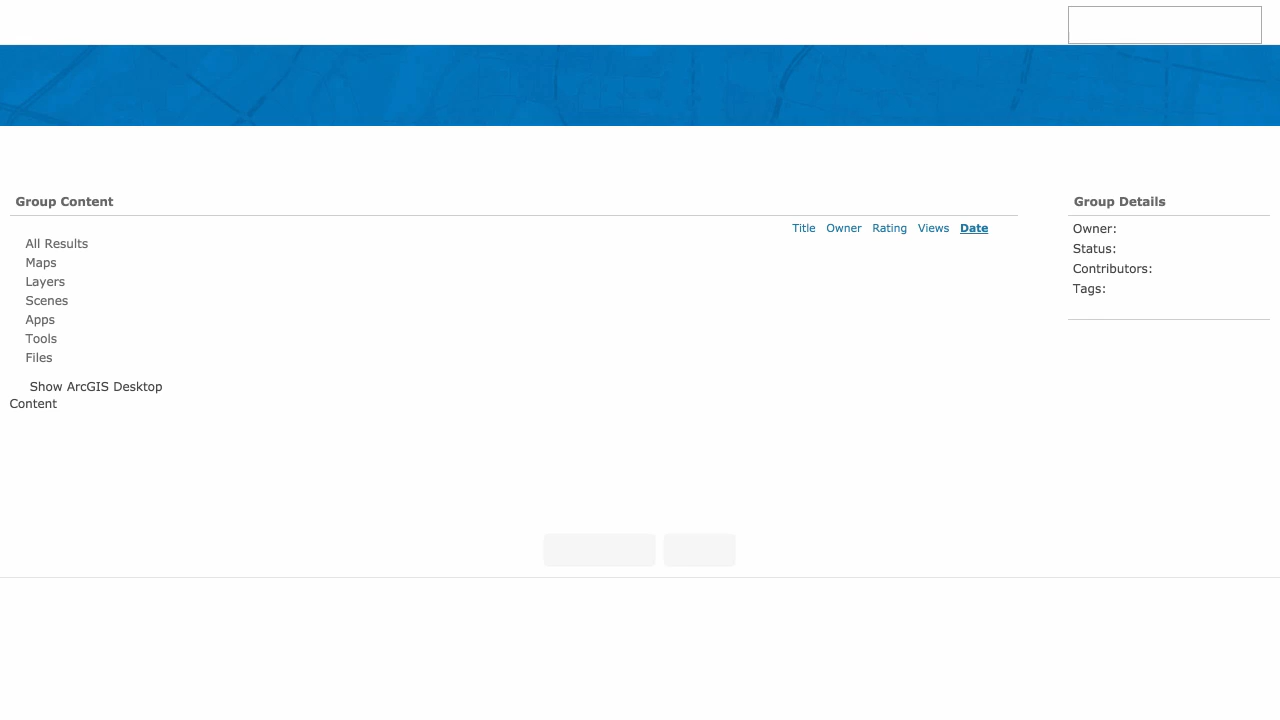 Group Content
Title Owner Rating Views Date
All Results
Maps
Layers
Scenes
Apps
Tools
Files
Show ArcGIS Desktop
Content
Group Details
Owner:
Status:
Contributors:
Tags: